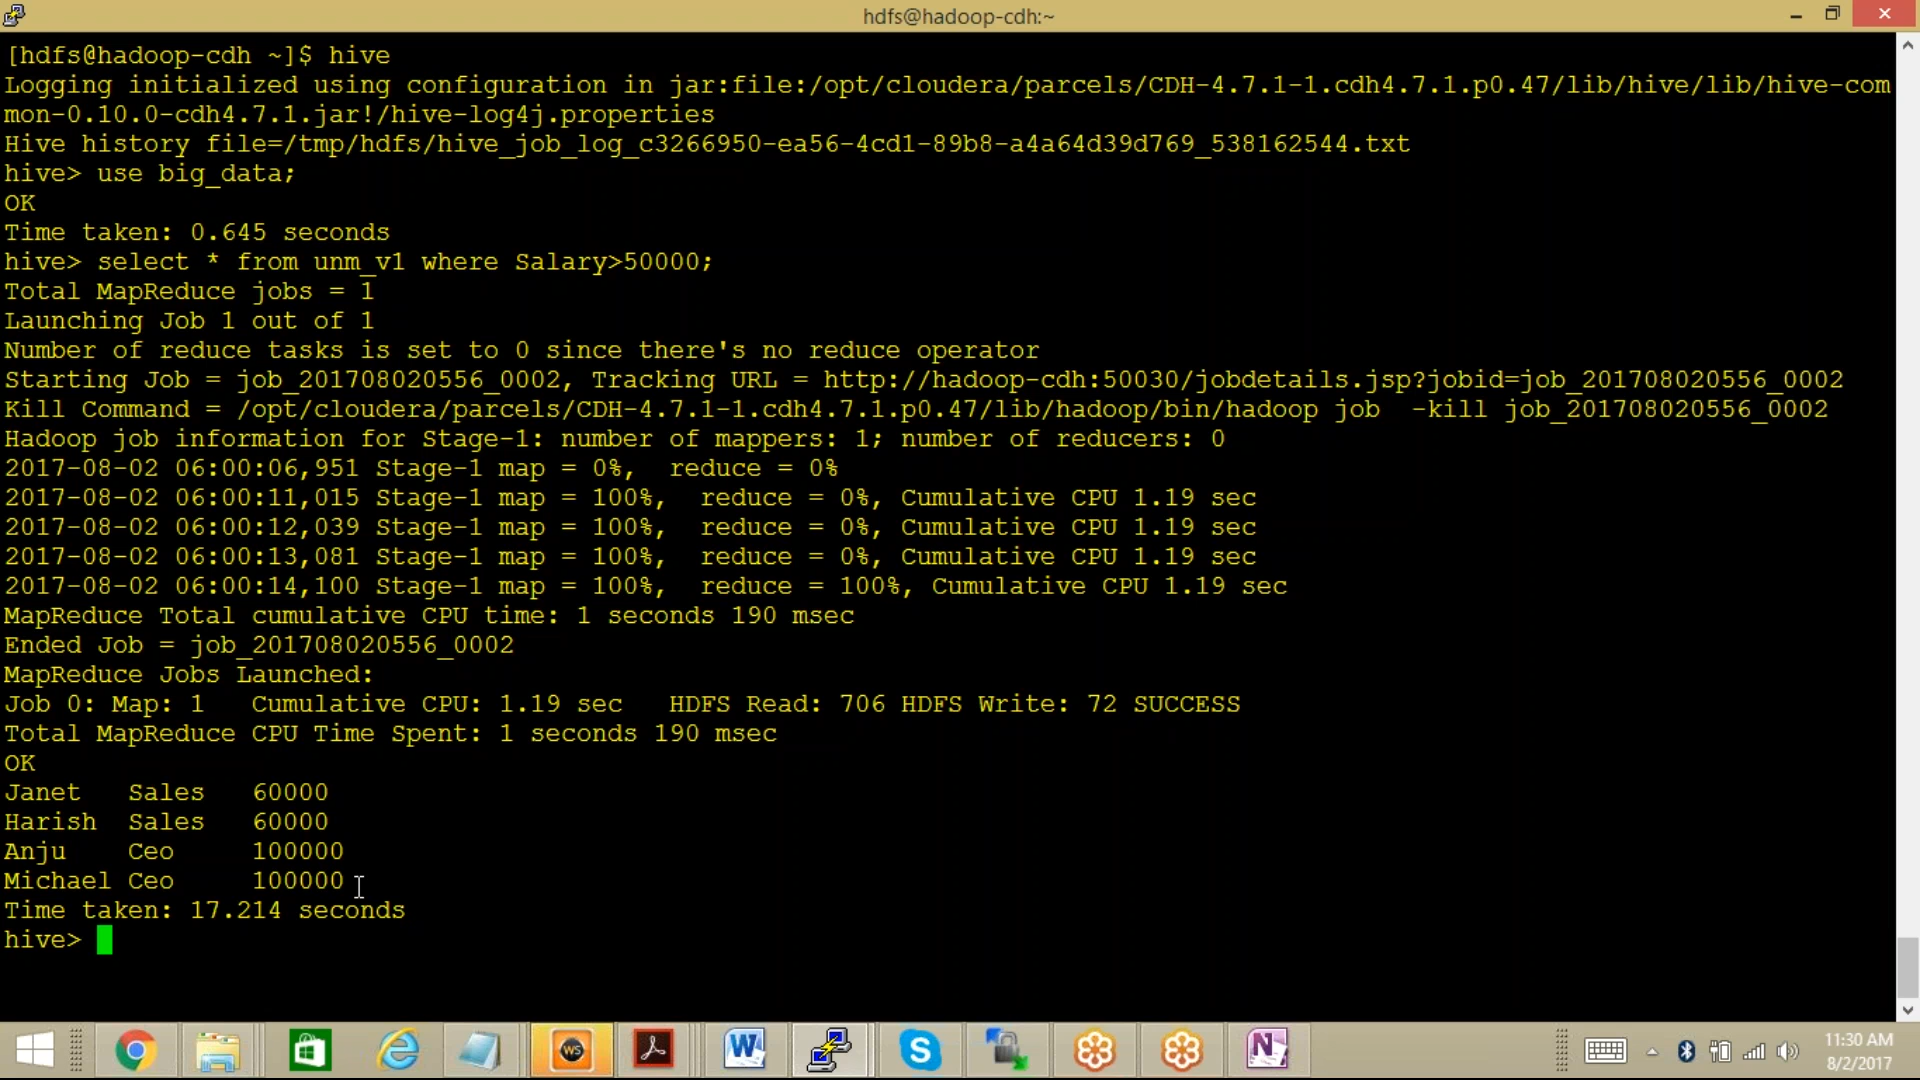 hdfs@hadoop-cdh:~
[hdfs@hadoop-cdh ~]$ hive
Logging initialized using configuration in jar:file:/opt/cloudera/parcels/CDH-4.7.1-1.cdh4.7.1.p0.47/lib/hive/lib/hive-com
mon-0.10.0-cdh4.7.1.jar!/hive-log4j.properties
Hive history file=/tmp/hdfs/hive_job_log_c3266950-ea56-4cd1-89b8-a4a64d39d769_538162544.txt
hive> use big_data;
OK
Time taken: 0.645 seconds
hive> select * from unm_v1 where Salary>50000;
Total MapReduce jobs = 1
Launching Job 1 out of 1
Number of reduce tasks is set to 0 since there's no reduce operator
Starting Job = job_201708020556_0002, Tracking URL = http://hadoop-cdh:50030/jobdetails.jsp?jobid=job_201708020556_0002
Kill Command = /opt/cloudera/parcels/CDH-4.7.1-1.cdh4.7.1.p0.47/lib/hadoop/bin/hadoop job  -kill job_201708020556_0002
Hadoop job information for Stage-1: number of mappers: 1; number of reducers: 0
2017-08-02 06:00:06,951 Stage-1 map = 0%,  reduce = 0%
2017-08-02 06:00:11,015 Stage-1 map = 100%,  reduce = 0%, Cumulative CPU 1.19 sec
2017-08-02 06:00:12,039 Stage-1 map = 100%,  reduce = 0%, Cumulative CPU 1.19 sec
2017-08-02 06:00:13,081 Stage-1 map = 100%,  reduce = 0%, Cumulative CPU 1.19 sec
2017-08-02 06:00:14,100 Stage-1 map = 100%,  reduce = 100%, Cumulative CPU 1.19 sec
MapReduce Total cumulative CPU time: 1 seconds 190 msec
Ended Job = job_201708020556_0002
MapReduce Jobs Launched:
Job 0: Map: 1   Cumulative CPU: 1.19 sec   HDFS Read: 706 HDFS Write: 72 SUCCESS
Total MapReduce CPU Time Spent: 1 seconds 190 msec
OK
Janet   Sales   60000
Harish  Sales   60000
Anju    Ceo     100000
Michael Ceo     100000
Time taken: 17.214 seconds
hive>
11:30 AM
8/2/2017